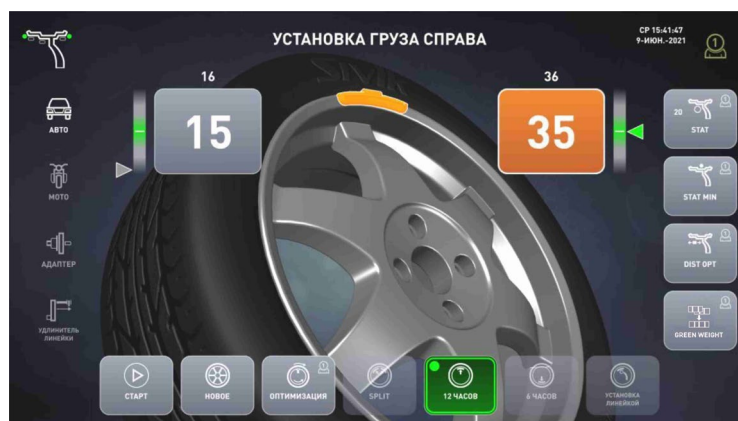 УСТАНОВКА ГРУЗА СПРАВА
СР 15:41:47
9-ИЮН.-2021
1
16
36
15
35
АВТО
МОТО
АДАПТЕР
УДЛИНИТЕЛЬ
ЛИНЕЙКИ
20
STAT
STAT MIN
DIST OPT
GREEN WEIGHT
СТАРТ
НОВОЕ
ОПТИМИЗАЦИЯ
SPLIT
12 ЧАСОВ
6 ЧАСОВ
УСТАНОВКА
ЛИНЕЙКОЙ